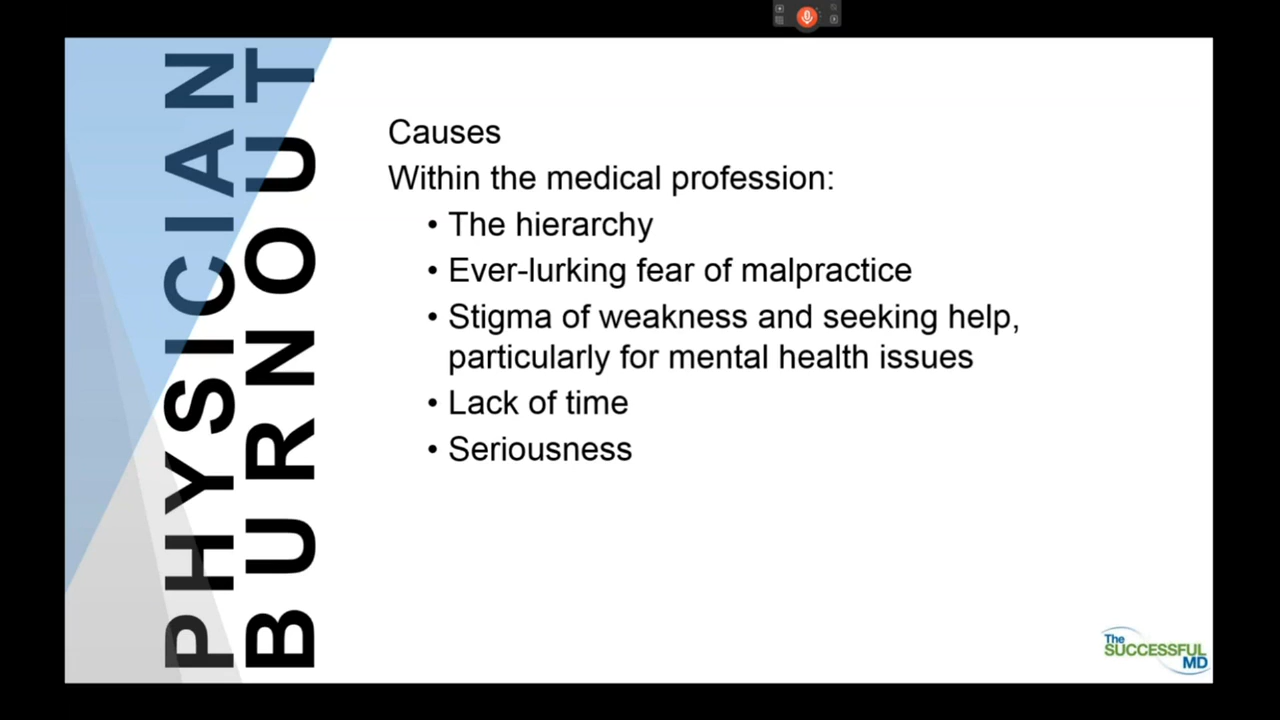 PHYSICIAN
BURNOUT
Causes
Within the medical profession:
• The hierarchy
• Ever-lurking fear of malpractice
• Stigma of weakness and seeking help,
particularly for mental health issues
• Lack of time
• Seriousness
The
SUCCESSFUL
MD